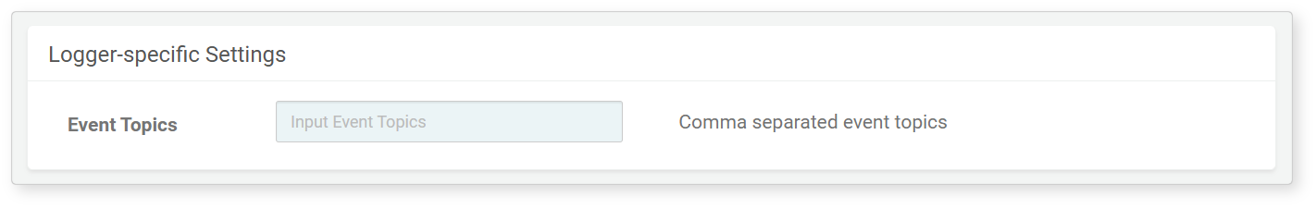 Logger-specific Settings
Event Topics
Input Event Topics
Comma separated event topics